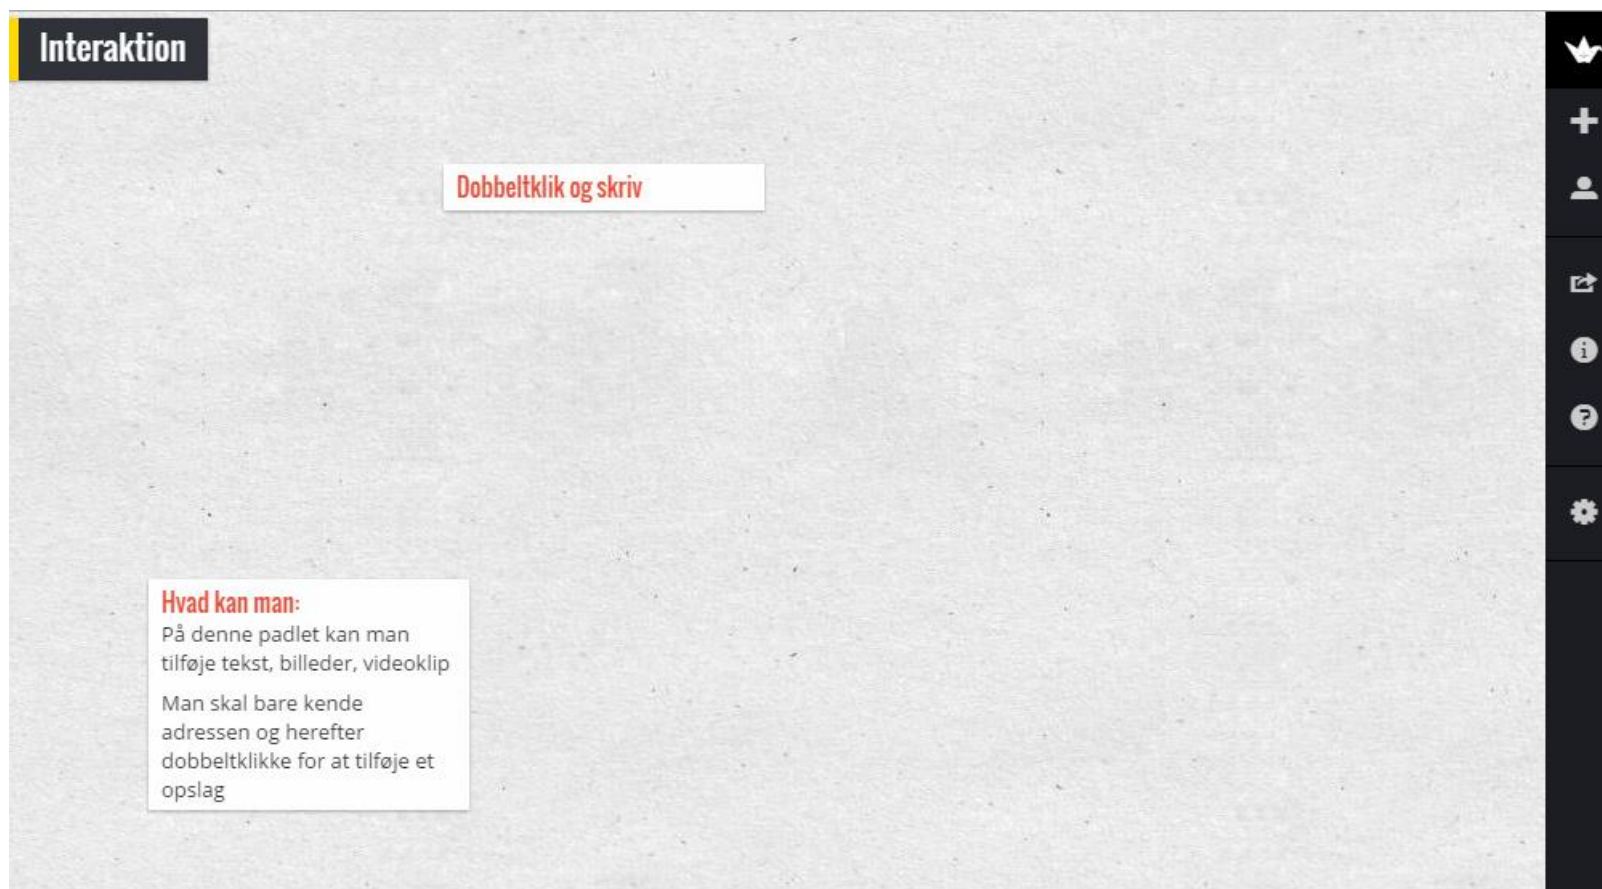 Interaktion
Dobbeltklik og skriv
Hvad kan man:
På denne padlet kan man
tilføje tekst, billeder, videoklip
Man skal bare kende
adressen og herefter
dobbeltklikke for at tilføje et
opslag